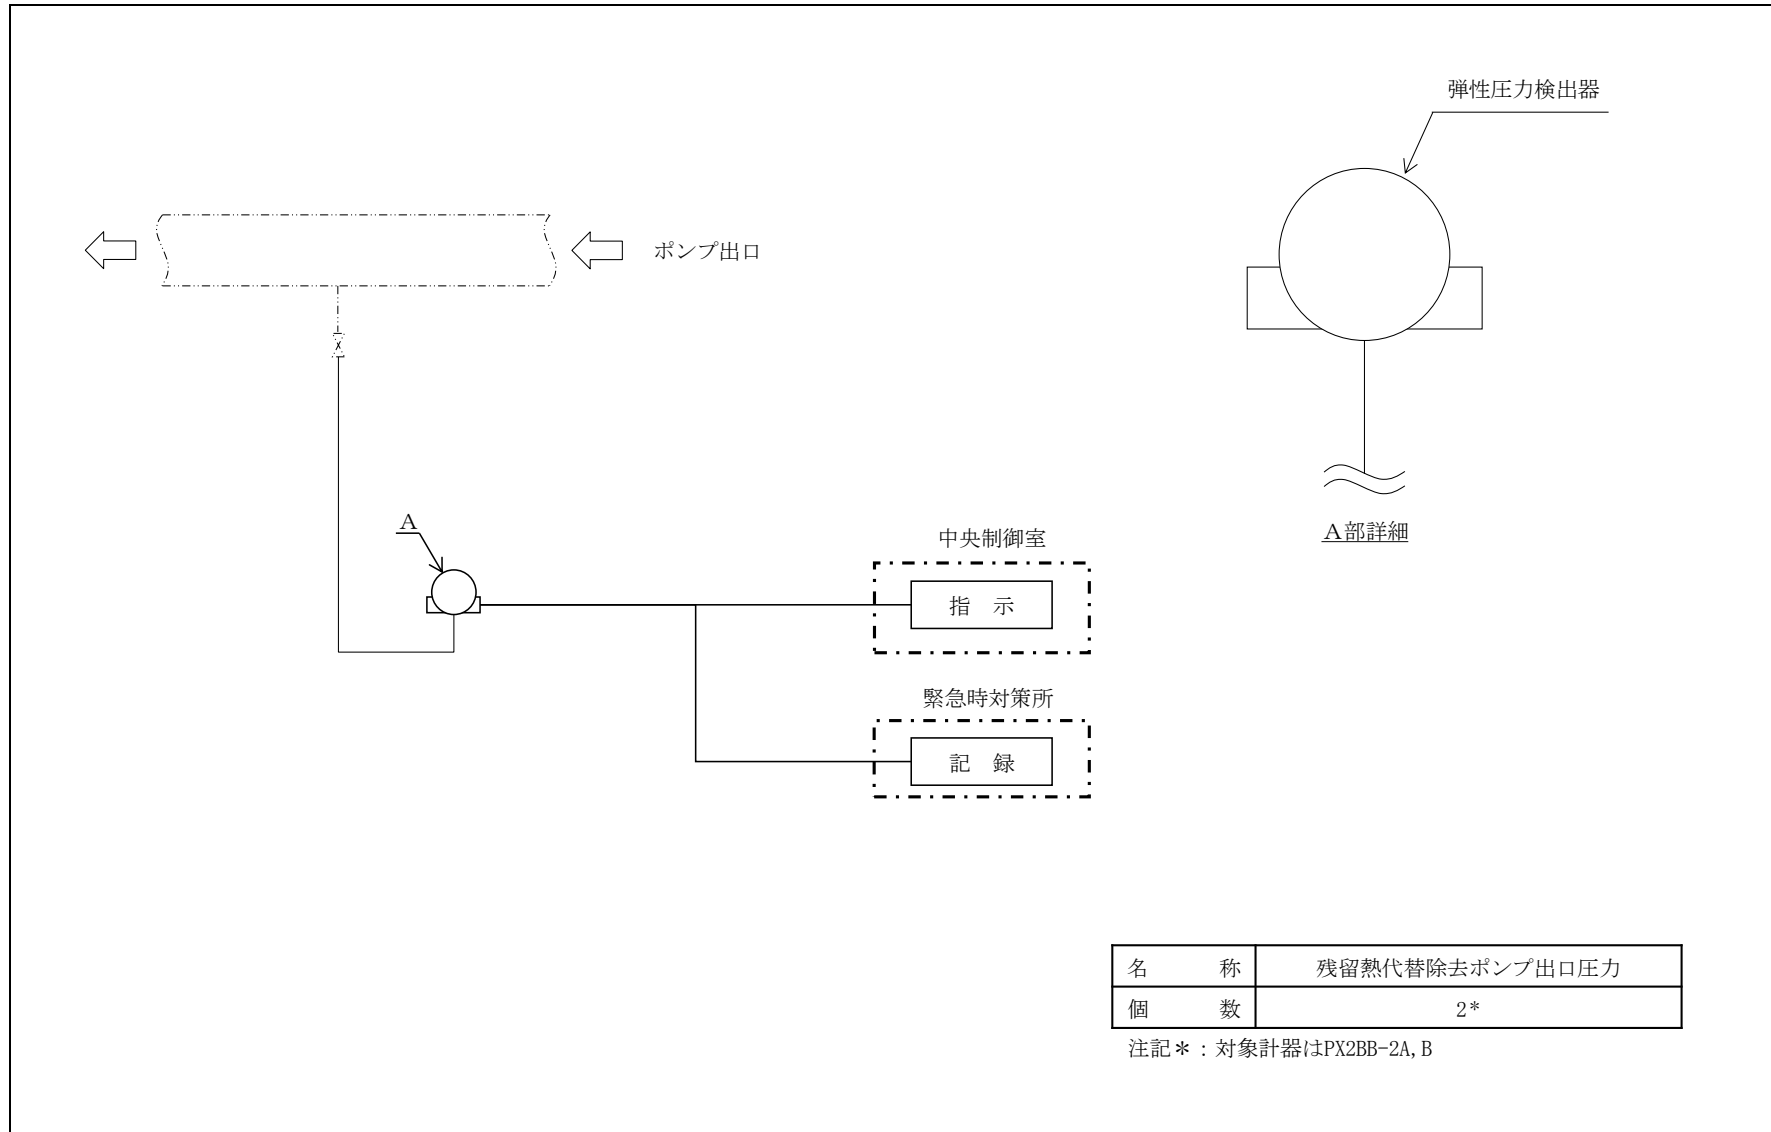 弾性圧力検出器
ポンプ出口
A
A部詳細
中央制御室
指 示
緊急時対策所
記 録
名 称 残留熱代替除去ポンプ出口圧力
個 数 2*
注記＊：対象計器はPX2BB-2A,B